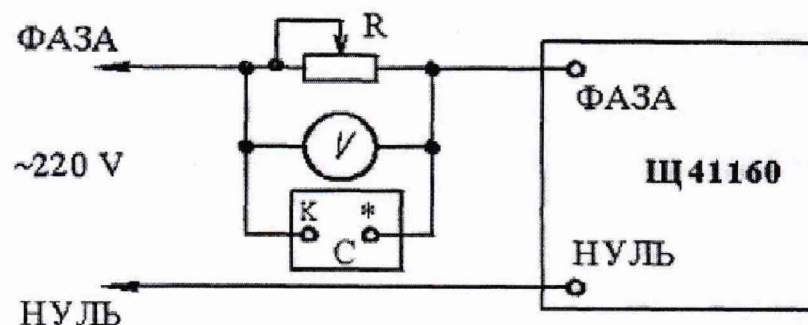 ФАЗА
R
ФАЗА
V
~220 V
Щ41160
К *
С
НУЛЬ
НУЛЬ